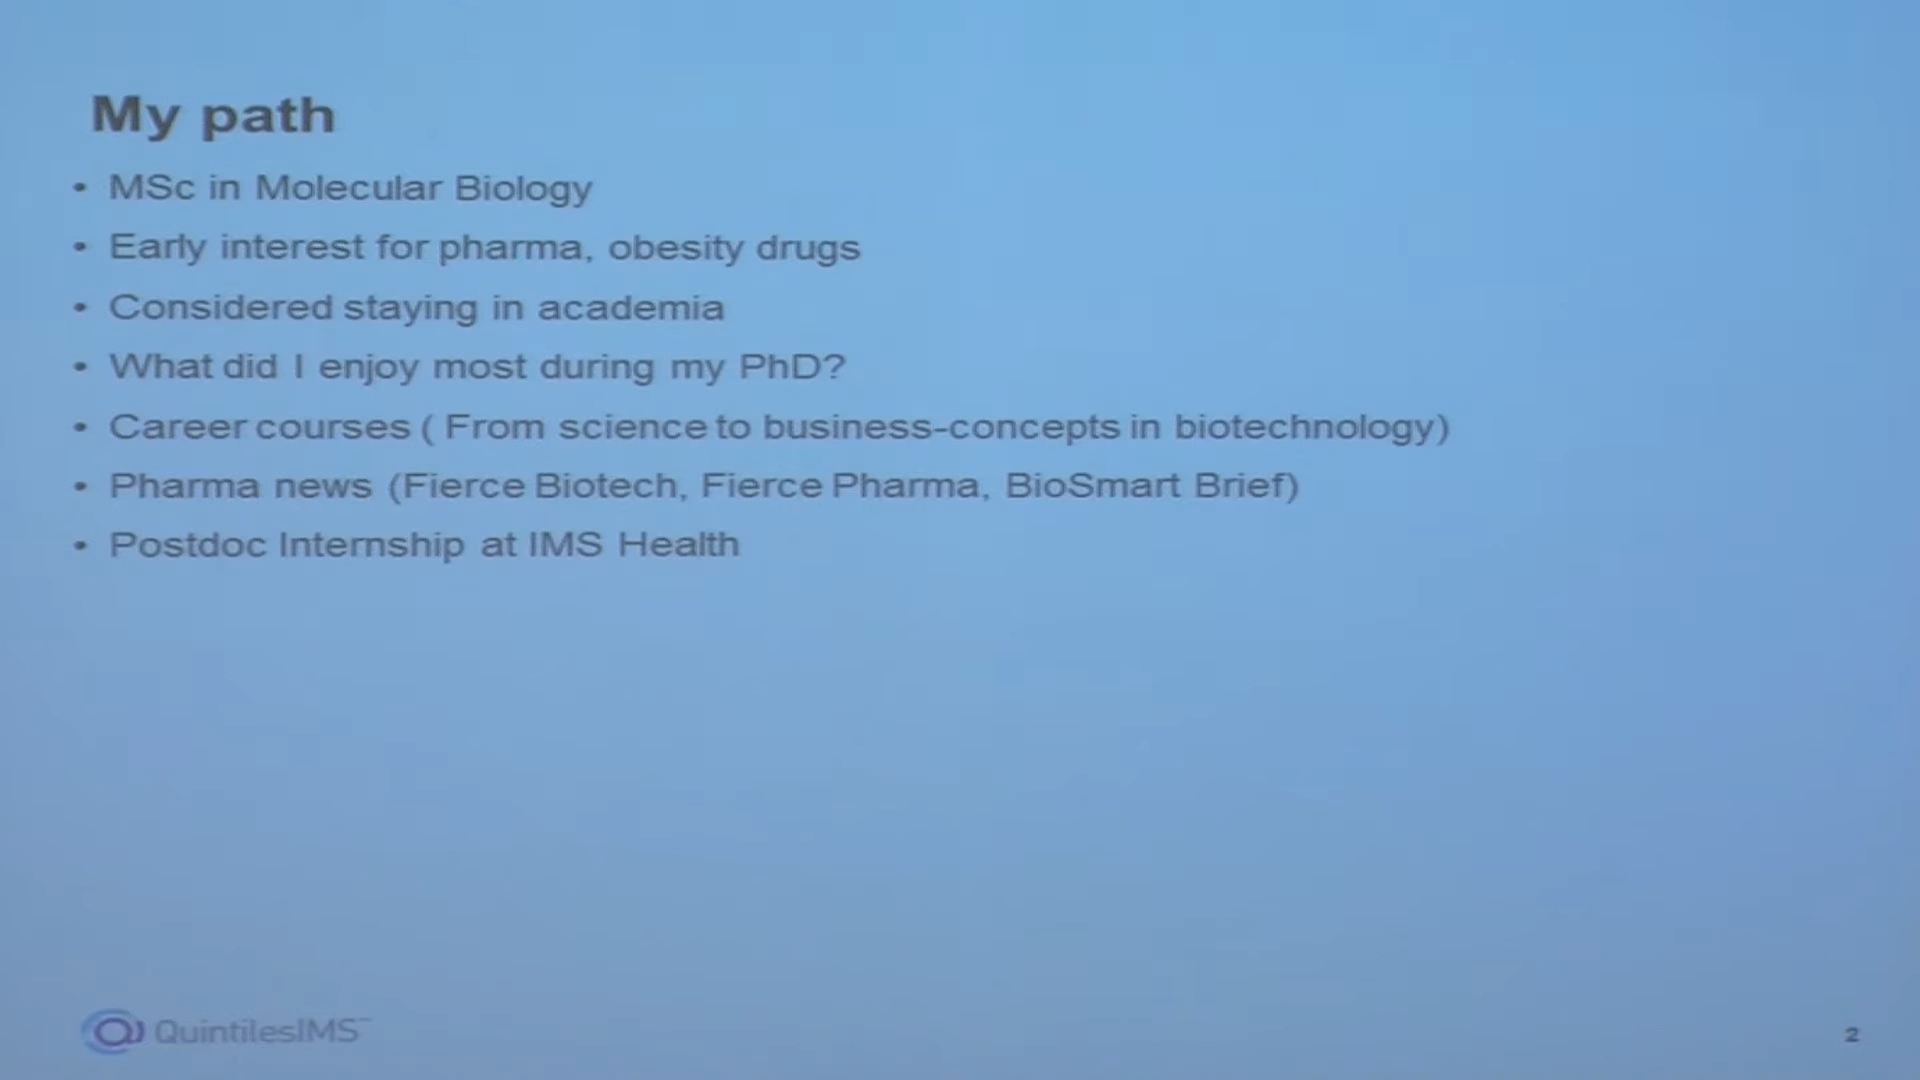 My path
• MSc in Molecular Biology
• Early interest for pharma, obesity drugs
• Considered staying in academia
• What did I enjoy most during my PhD?
• Career courses ( From science to business-concepts in biotechnology)
• Pharma news (Fierce Biotech, Fierce Pharma, BioSmart Brief)
• Postdoc Internship at IMS Health
QuintilesIMS™
2